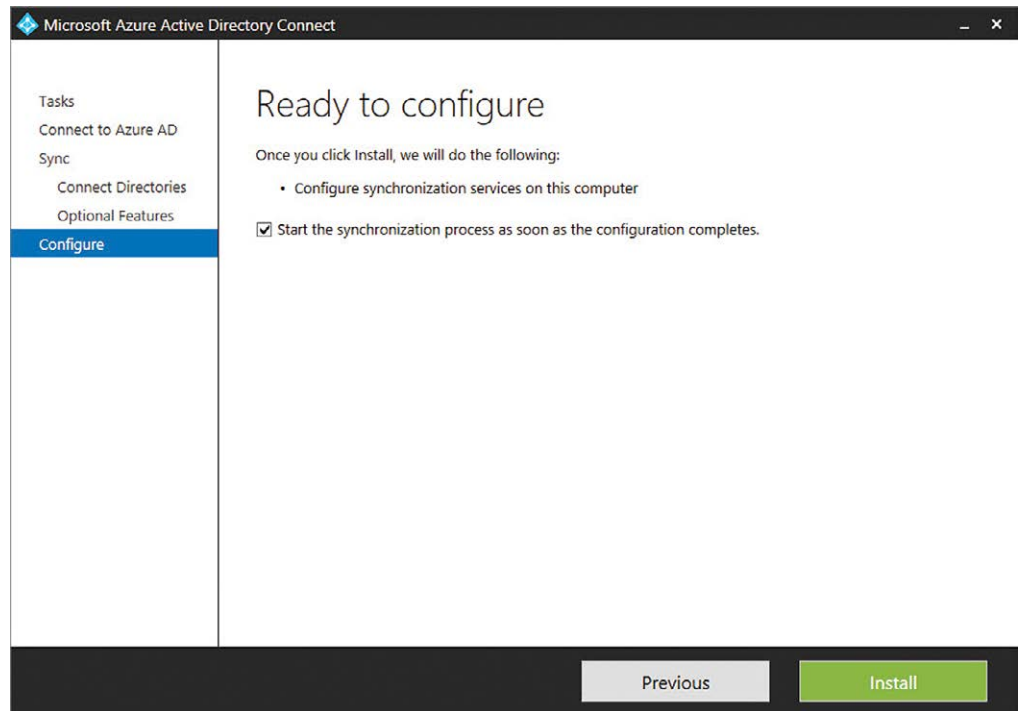 Microsoft Azure Active Directory Connect
Tasks
Connect to Azure AD
Sync
Connect Directories
Optional Features
Configure
Ready to configure
Once you click Install, we will do the following:
• Configure synchronization services on this computer
Start the synchronization process as soon as the configuration completes.
Previous
Install